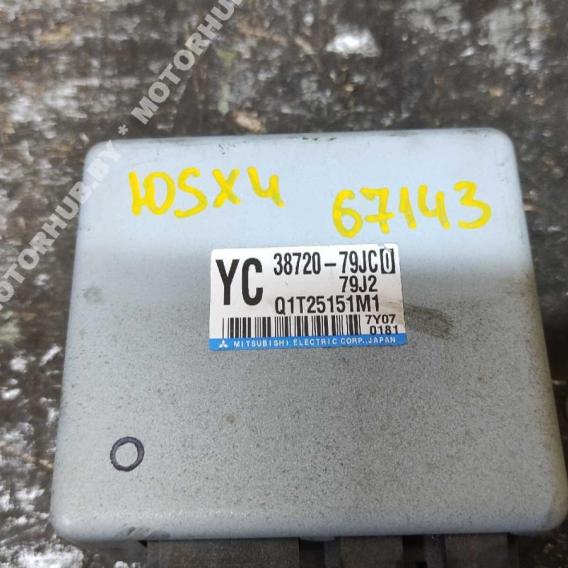 MOTORHUB.BY * MOTORHUB
ЮSX4
67143
YC 38720-79JC0
79J2
Q1T25151M1
7Y07
0181
MITSUBISHI ELECTRIC CORP., JAPAN